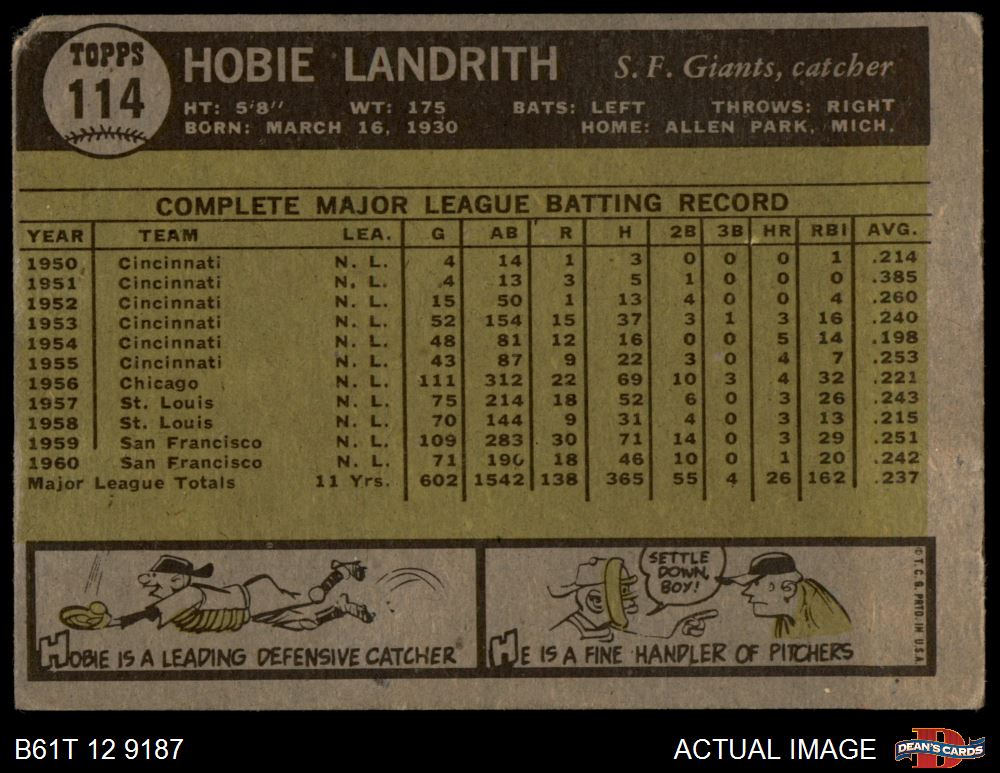 TOPPS
114
HOBIE LANDRITH S. F. Giants, catcher
HT: 5'8'' WT: 175 BATS: LEFT THROWS: RIGHT
BORN: MARCH 16, 1930 HOME: ALLEN PARK, MICH.
COMPLETE MAJOR LEAGUE BATTING RECORD
YEAR TEAM LEA. G AB R H 2B 3B HR RBI AVG.
1950 Cincinnati N. L. 4 14 1 3 0 0 0 1 .214
1951 Cincinnati N. L. 4 13 3 5 1 0 0 0 .385
1952 Cincinnati N. L. 15 50 1 13 4 0 0 4 .260
1953 Cincinnati N. L. 52 154 15 37 3 1 3 16 .240
1954 Cincinnati N. L. 48 81 12 16 0 0 5 14 .198
1955 Cincinnati N. L. 43 87 9 22 3 0 4 7 .253
1956 Chicago N. L. 111 312 22 69 10 3 4 32 .221
1957 St. Louis N. L. 75 214 18 52 6 0 3 26 .243
1958 St. Louis N. L. 70 144 9 31 4 0 3 13 .215
1959 San Francisco N. L. 109 283 30 71 14 0 3 29 .251
1960 San Francisco N. L. 71 190 18 46 10 0 1 20 .242
Major League Totals 11 Yrs. 602 1542 138 365 55 4 26 162 .237
HOBIE IS A LEADING DEFENSIVE CATCHER
SETTLE
DOWN,
BOY!
HE IS A FINE HANDLER OF PITCHERS
© T. C. G. PRTD. IN U.S.A.
B61T 12 9187 ACTUAL IMAGE
D
DEAN'S CARDS